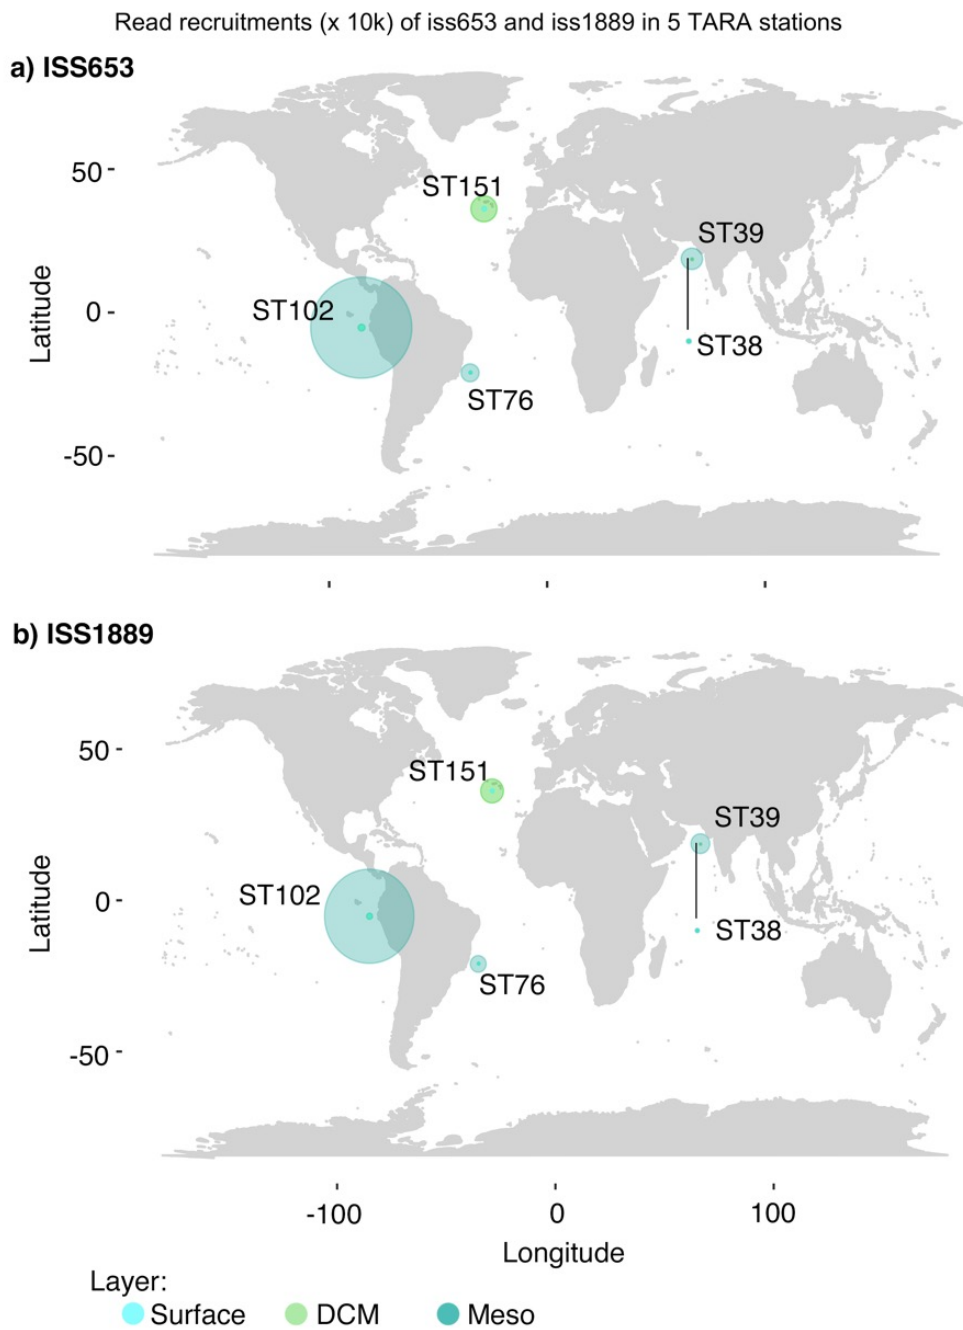 Read recruitments (x 10k) of iss653 and iss1889 in 5 TARA stations
a) ISS653
50
ST151
ST39
Latitude
0
ST102
ST38
ST76
-50
b) ISS1889
50
ST151
ST39
Latitude
0
ST102
ST38
ST76
-50
-100
0
100
Longitude
Layer:
Surface DCM Meso